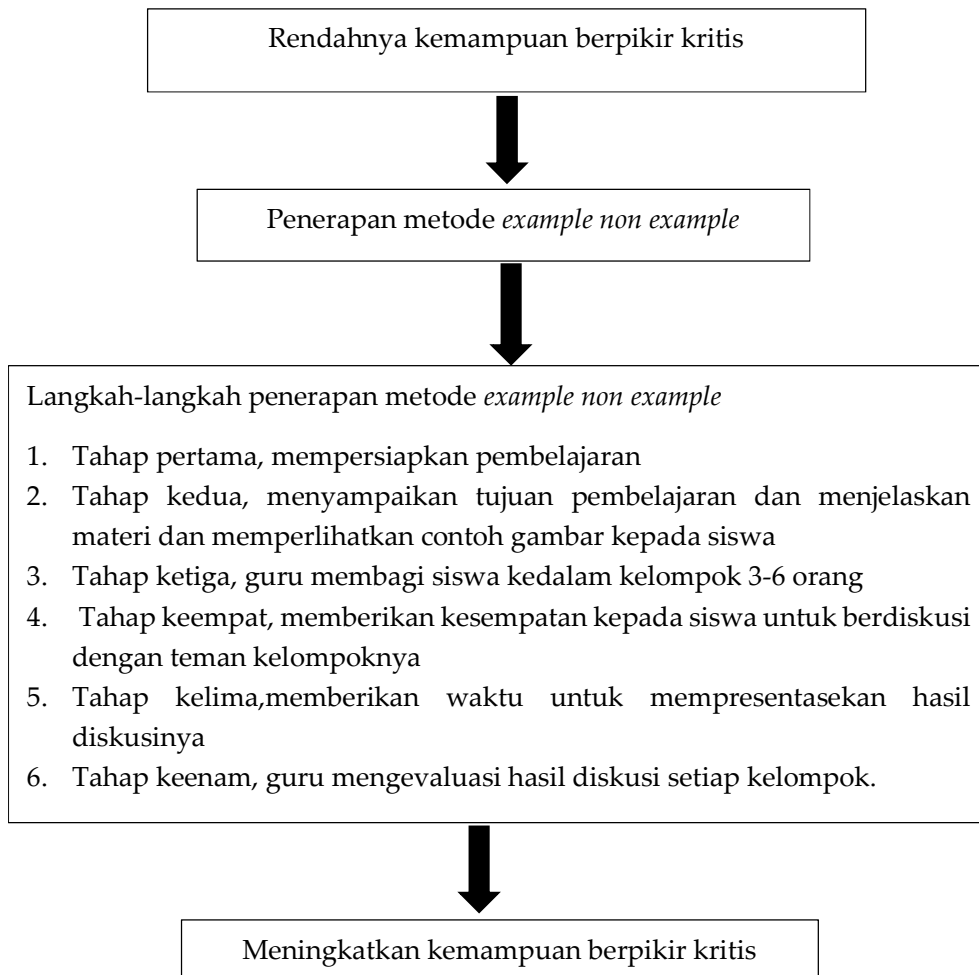 Rendahnya kemampuan berpikir kritis
Penerapan metode example non example
Langkah-langkah penerapan metode example non example
1. Tahap pertama, mempersiapkan pembelajaran
2. Tahap kedua, menyampaikan tujuan pembelajaran dan menjelaskan
materi dan memperlihatkan contoh gambar kepada siswa
3. Tahap ketiga, guru membagi siswa kedalam kelompok 3-6 orang
4. Tahap keempat, memberikan kesempatan kepada siswa untuk berdiskusi
dengan teman kelompoknya
5. Tahap kelima,memberikan waktu untuk mempresentasekan hasil
diskusinya
6. Tahap keenam, guru mengevaluasi hasil diskusi setiap kelompok.
Meningkatkan kemampuan berpikir kritis